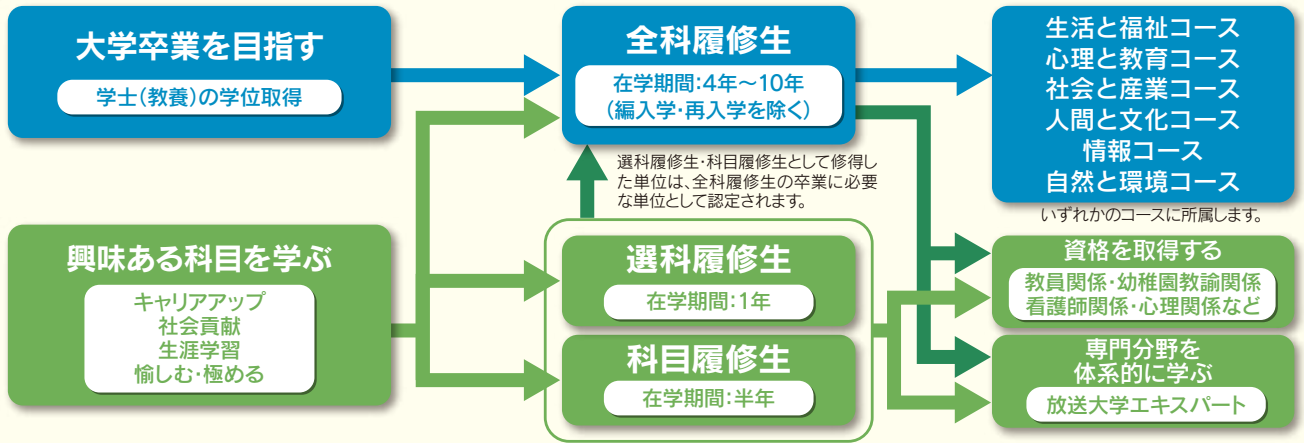 大学卒業を目指す
学士(教養)の学位取得
全科履修生
在学期間:4年～10年
(編入学・再入学を除く)
生活と福祉コース
心理と教育コース
社会と産業コース
人間と文化コース
情報コース
自然と環境コース
いずれかのコースに所属します。
選科履修生・科目履修生として修得し
た単位は、全科履修生の卒業に必要
な単位として認定されます。
興味ある科目を学ぶ
キャリアアップ
社会貢献
生涯学習
愉しむ・極める
選科履修生
在学期間:1年
科目履修生
在学期間:半年
資格を取得する
教員関係・幼稚園教諭関係
看護師関係・心理関係など
専門分野を
体系的に学ぶ
放送大学エキスパート